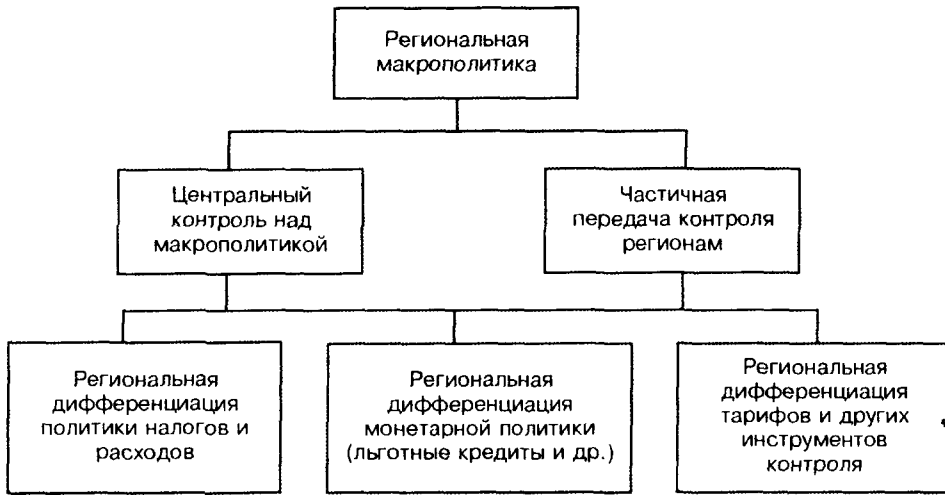 Региональная
макрополитика
Центральный
контроль над
макрополитикой
Частичная
передача контроля
регионам
Региональная
дифференциация
политики налогов и
расходов
Региональная
дифференциация
монетарной политики
(льготные кредиты и др.)
Региональная
дифференциация
тарифов и других
инструментов
контроля